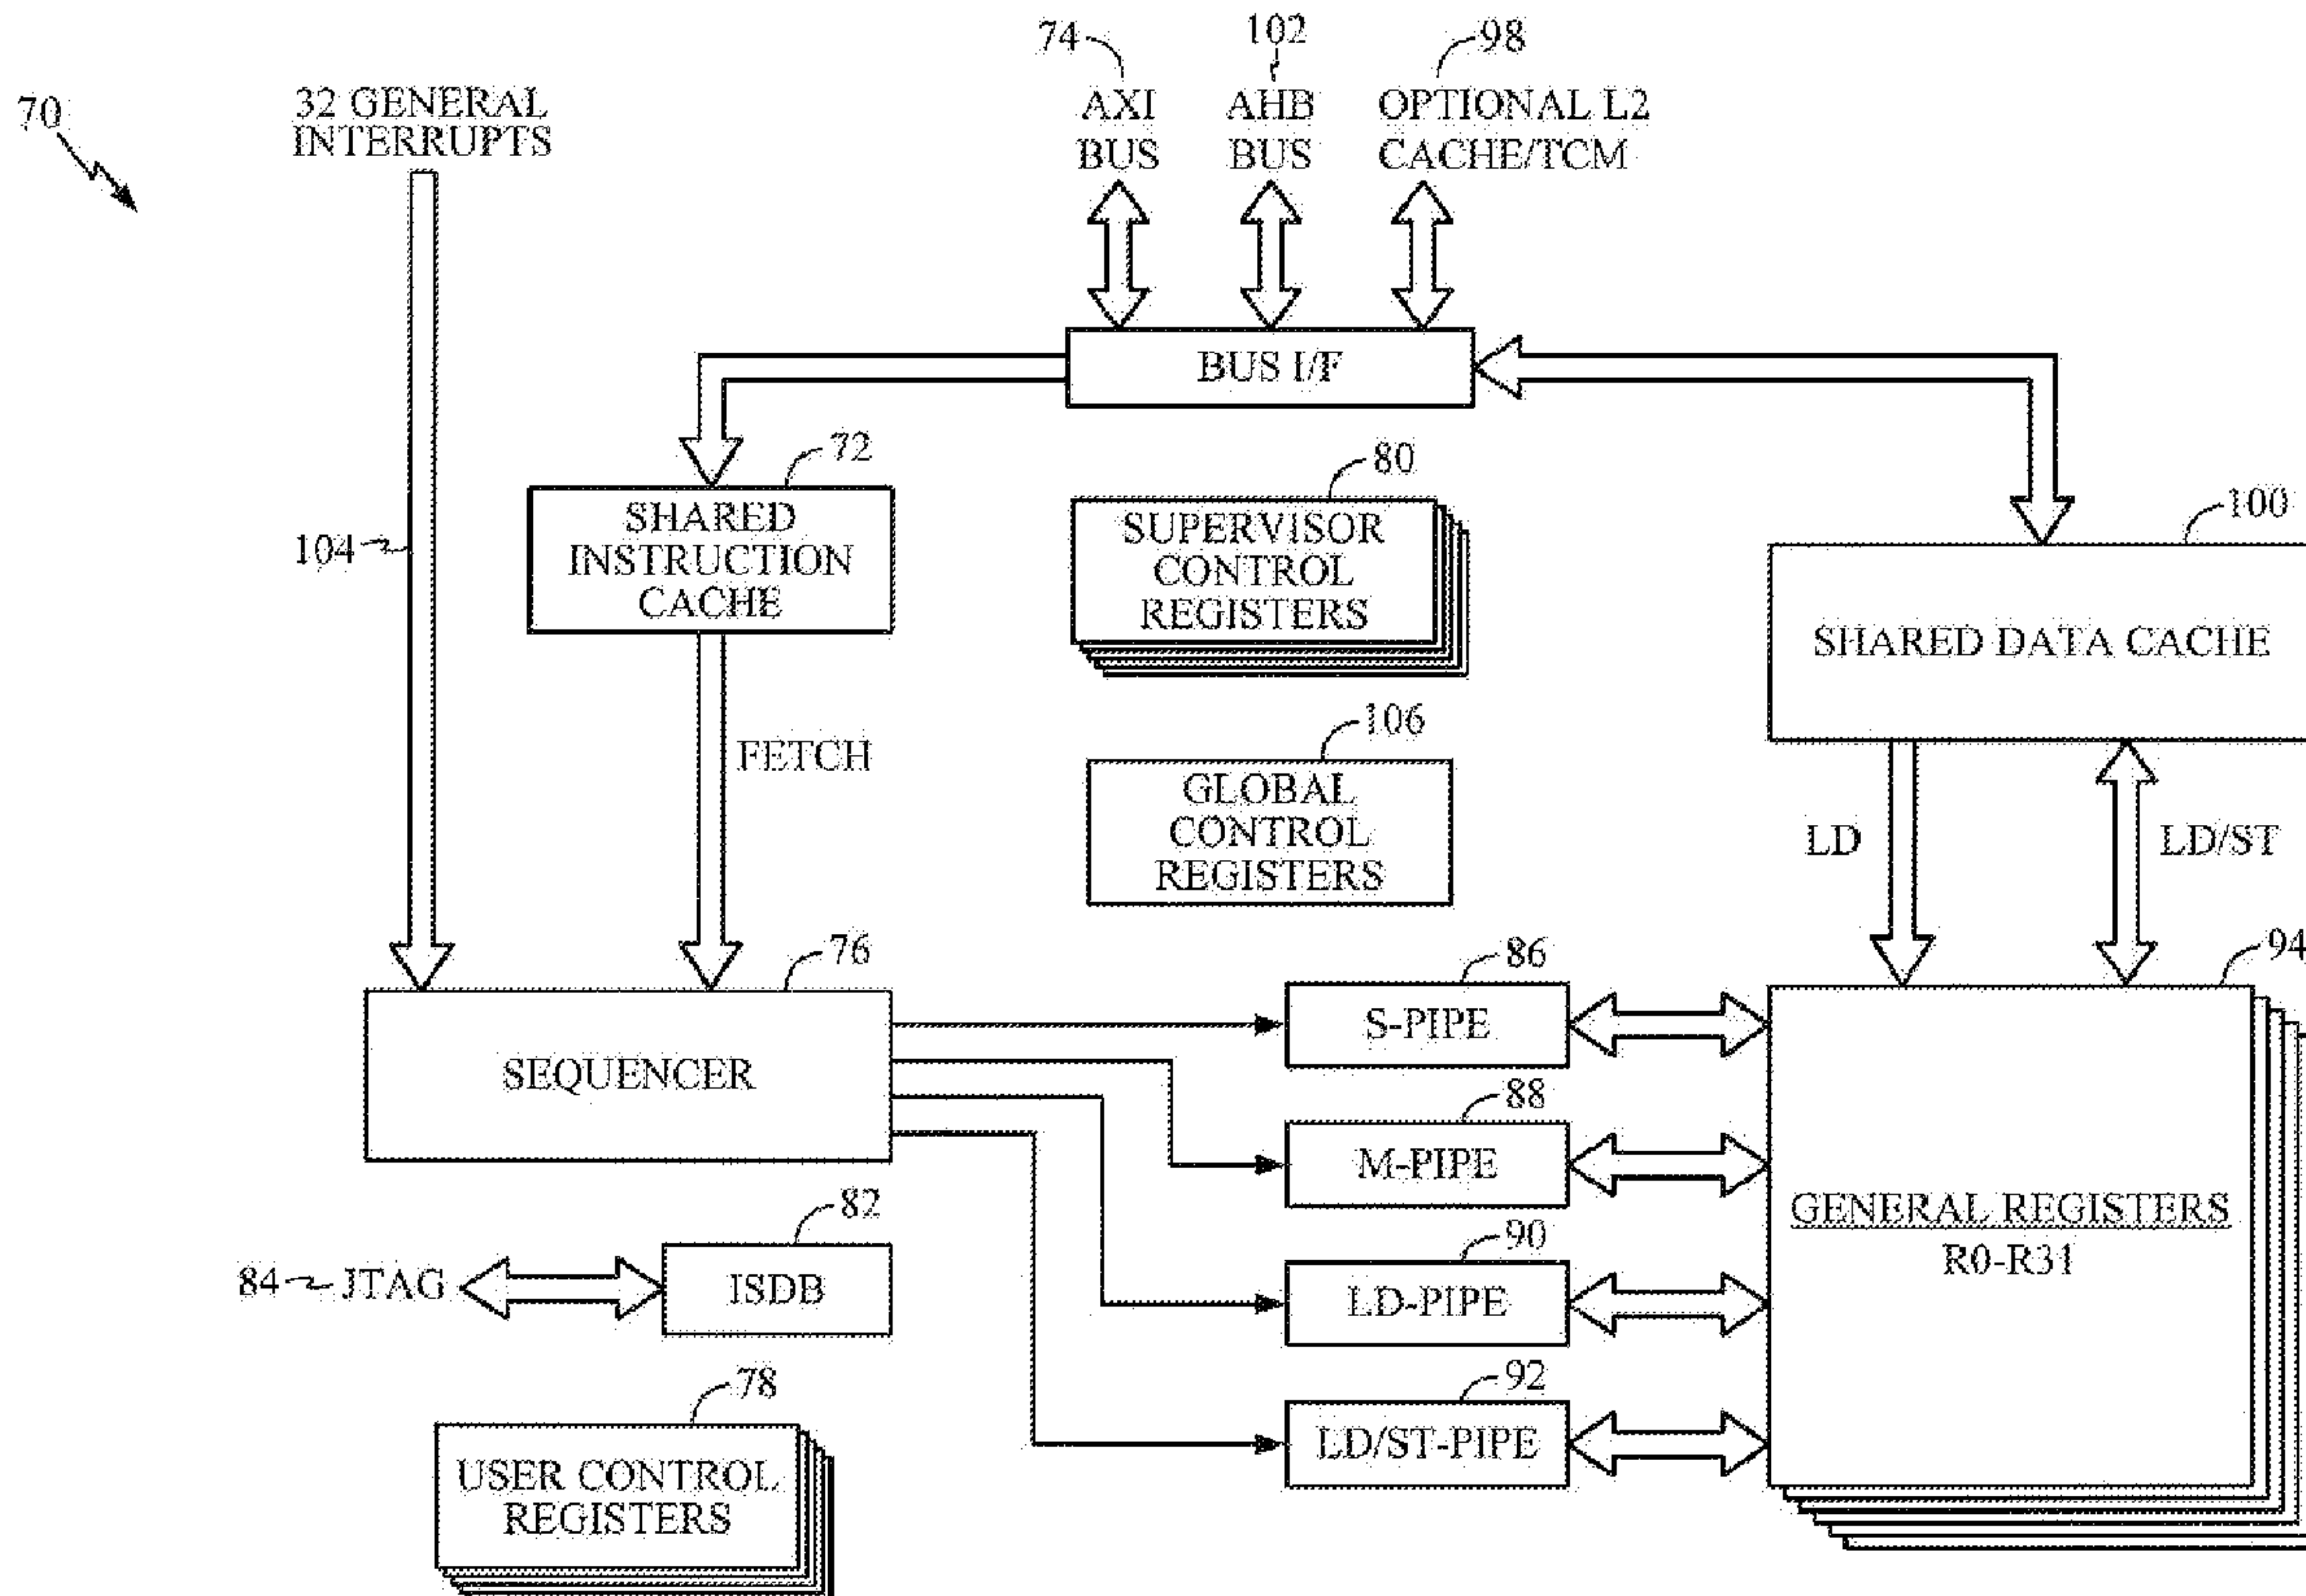 70
32 GENERAL
INTERRUPTS
74
AXI
BUS
102
AHB
BUS
98
OPTIONAL L2
CACHE/TCM
BUS I/F
72
SHARED
INSTRUCTION
CACHE
80
SUPERVISOR
CONTROL
REGISTERS
100
SHARED DATA CACHE
104
FETCH
106
GLOBAL
CONTROL
REGISTERS
LD
LD/ST
76
SEQUENCER
86
S-PIPE
94
88
M-PIPE
GENERAL REGISTERS
R0-R31
82
84
JTAG
ISDB
90
LD-PIPE
92
LD/ST-PIPE
78
USER CONTROL
REGISTERS